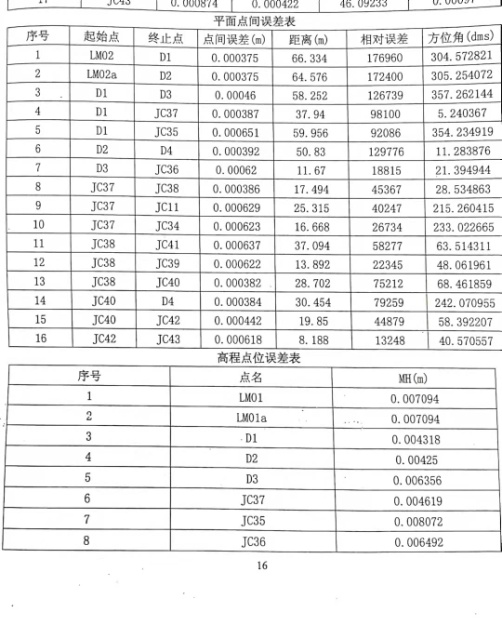 17 JC43 0.000874 0.000422 46.09233 0.00097
平面点间误差表
序号 起始点 终止点 点间误差(m) 距离(m) 相对误差 方位角(dms)
1 LM02 D1 0.000375 66.334 176960 304.572821
2 LM02a D2 0.000375 64.576 172400 305.254072
3 D1 D3 0.00046 58.252 126739 357.262144
4 D1 JC37 0.000387 37.94 98100 5.240367
5 D1 JC35 0.000651 59.956 92086 354.234919
6 D2 D4 0.000392 50.83 129776 11.283876
7 D3 JC36 0.00062 11.67 18815 21.394944
8 JC37 JC38 0.000386 17.494 45367 28.534863
9 JC37 JC11 0.000629 25.315 40247 215.260415
10 JC37 JC34 0.000623 16.668 26734 233.022665
11 JC38 JC41 0.000637 37.094 58277 63.514311
12 JC38 JC39 0.000622 13.892 22345 48.061961
13 JC38 JC40 0.000382 28.702 75212 68.461859
14 JC40 D4 0.000384 30.454 79259 242.070955
15 JC40 JC42 0.000442 19.85 44879 58.392207
16 JC42 JC43 0.000618 8.188 13248 40.570557
高程点位误差表
序号 点名 MH(m)
1 LM01 0.007094
2 LM01a 0.007094
3 D1 0.004318
4 D2 0.00425
5 D3 0.006356
6 JC37 0.004619
7 JC35 0.008072
8 JC36 0.006492
16